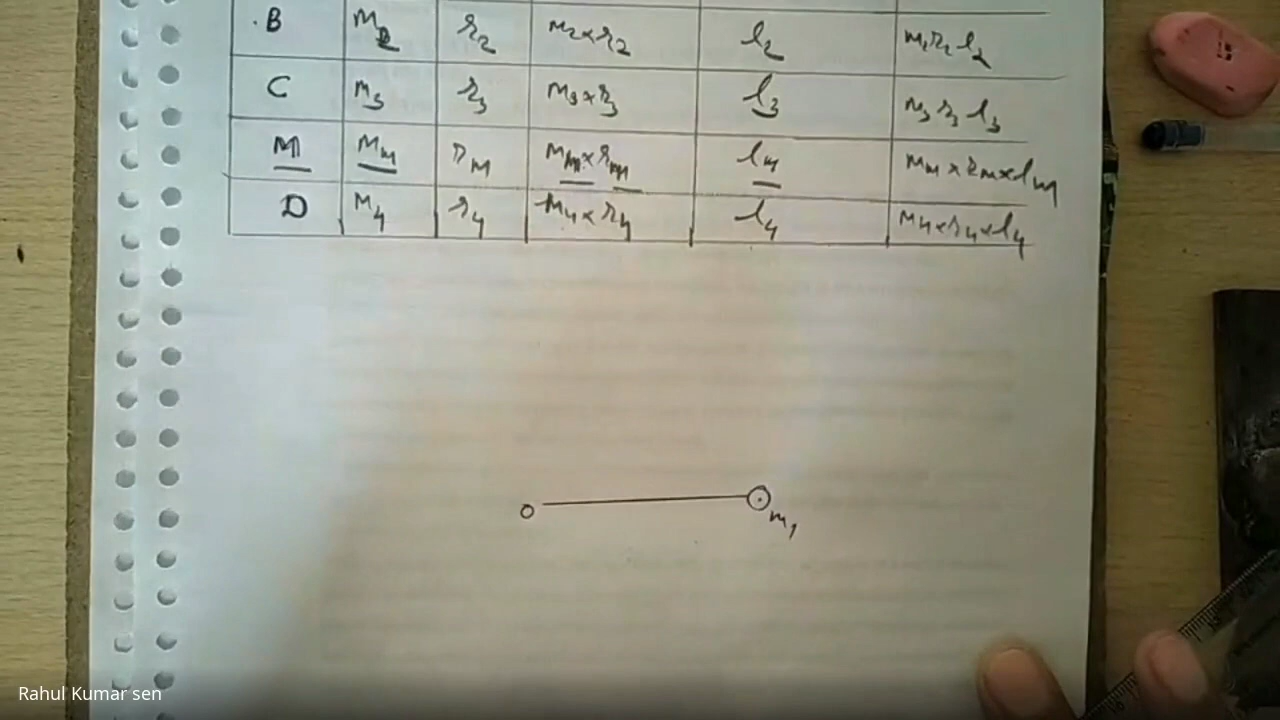 B m2 r2 m2×r2 l2 m2r2l2
C m3 r3 m3×r3 l3 m3r3l3
M mM rM mM×rM lM mM×rM×lM
D m4 r4 m4×r4 l4 m4×r4×l4
o m1
Rahul Kumar sen